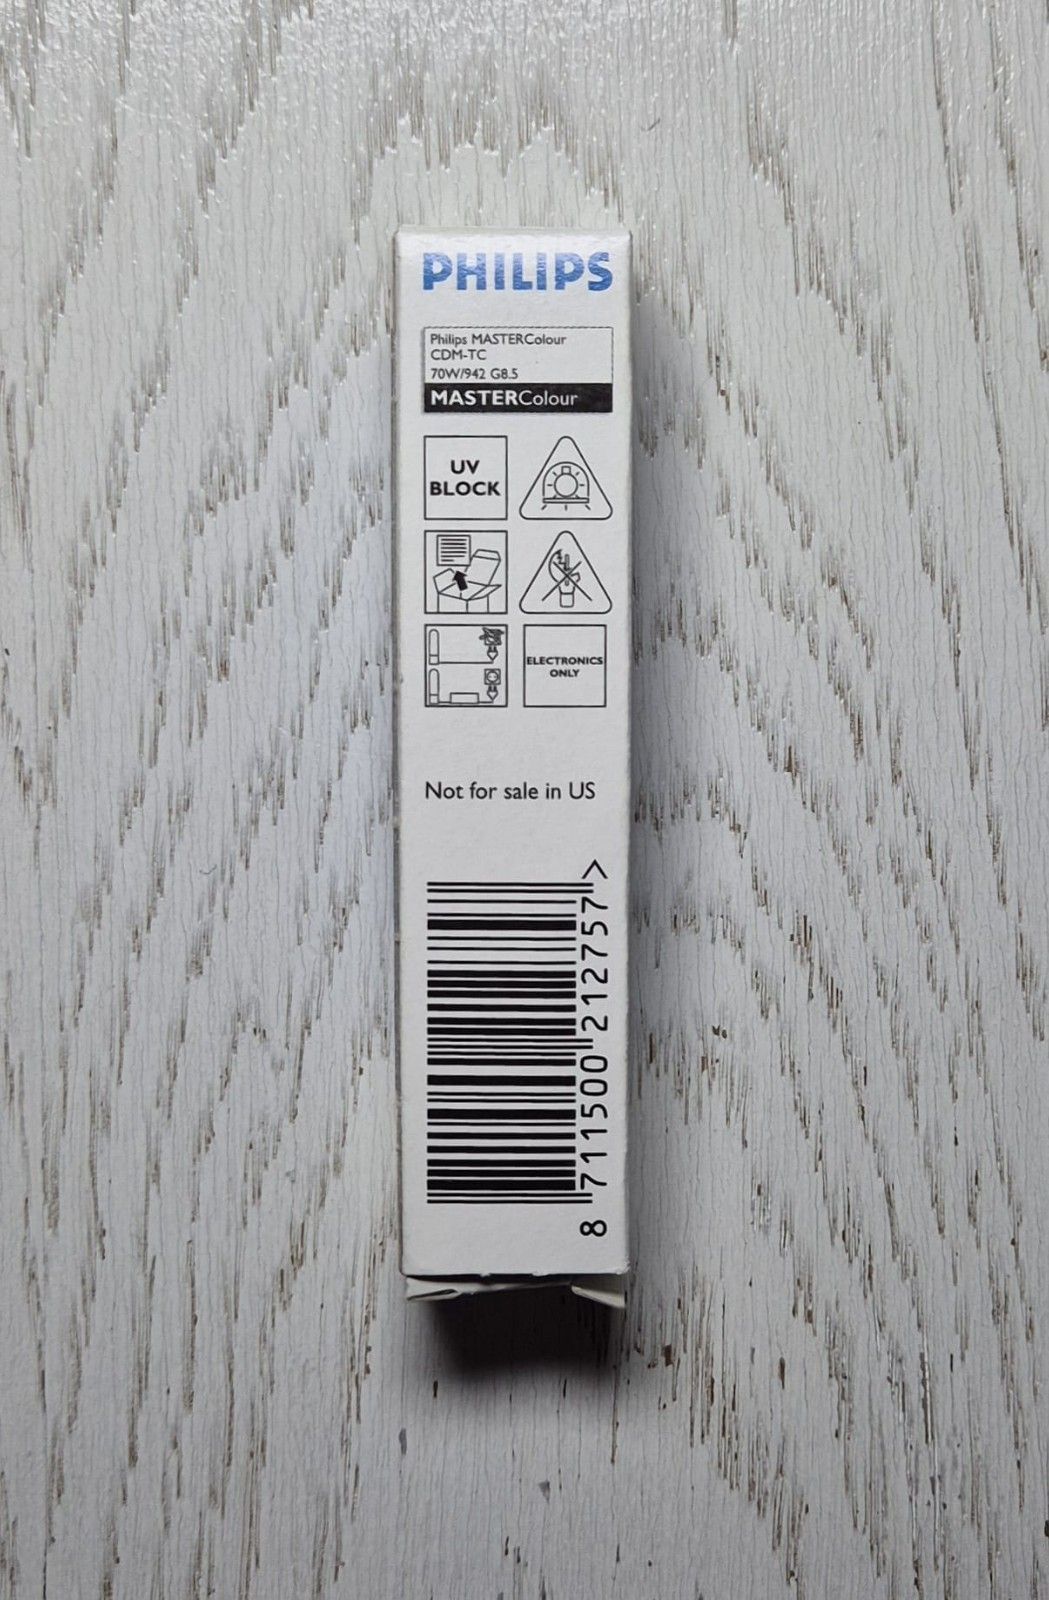 PHILIPS
Philips MASTERColour
CDM-TC
70W/942 G8.5
MASTERColour
UV
BLOCK
ELECTRONICS
ONLY
Not for sale in US
8 711500 212757 >